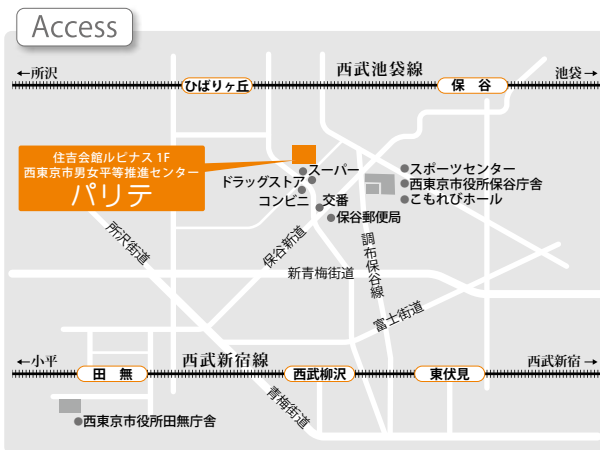 Access
←所沢
西武池袋線
池袋→
ひばりヶ丘
保谷
住吉会館ルピナス 1F
西東京市男女平等推進センター
パリテ
スーパー
ドラッグストア
コンビニ
交番
保谷郵便局
スポーツセンター
西東京市役所保谷庁舎
こもれびホール
所沢街道
保谷新道
調布保谷線
新青梅街道
富士街道
←小平
西武新宿線
西武新宿→
田無
西武柳沢
東伏見
青梅街道
西東京市役所田無庁舎